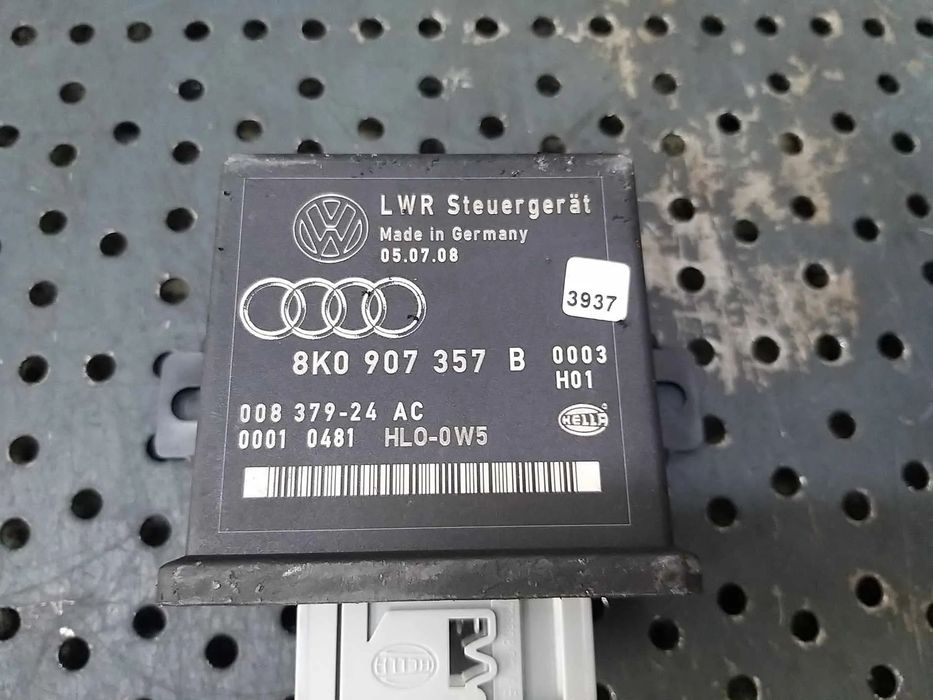 LWR Steuergerät
Made in Germany
05.07.08
3937
8K0 907 357 B
0003
H01
008 379-24 AC
0001 0481 HLO-0W5
HELLA
HELLA